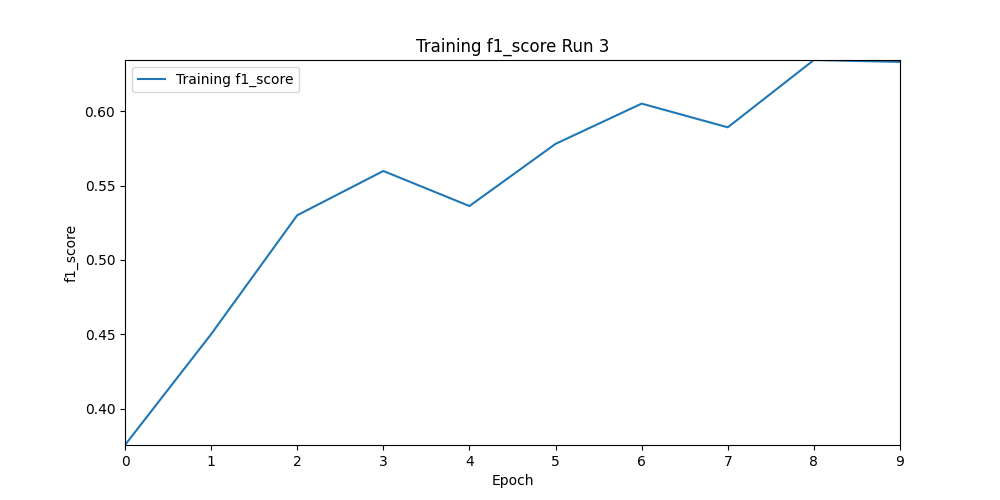 Training f1_score Run 3
Training f1_score
0.60
0.55
0.50
0.45
0.40
f1_score
0 1 2 3 4 5 6 7 8 9
Epoch